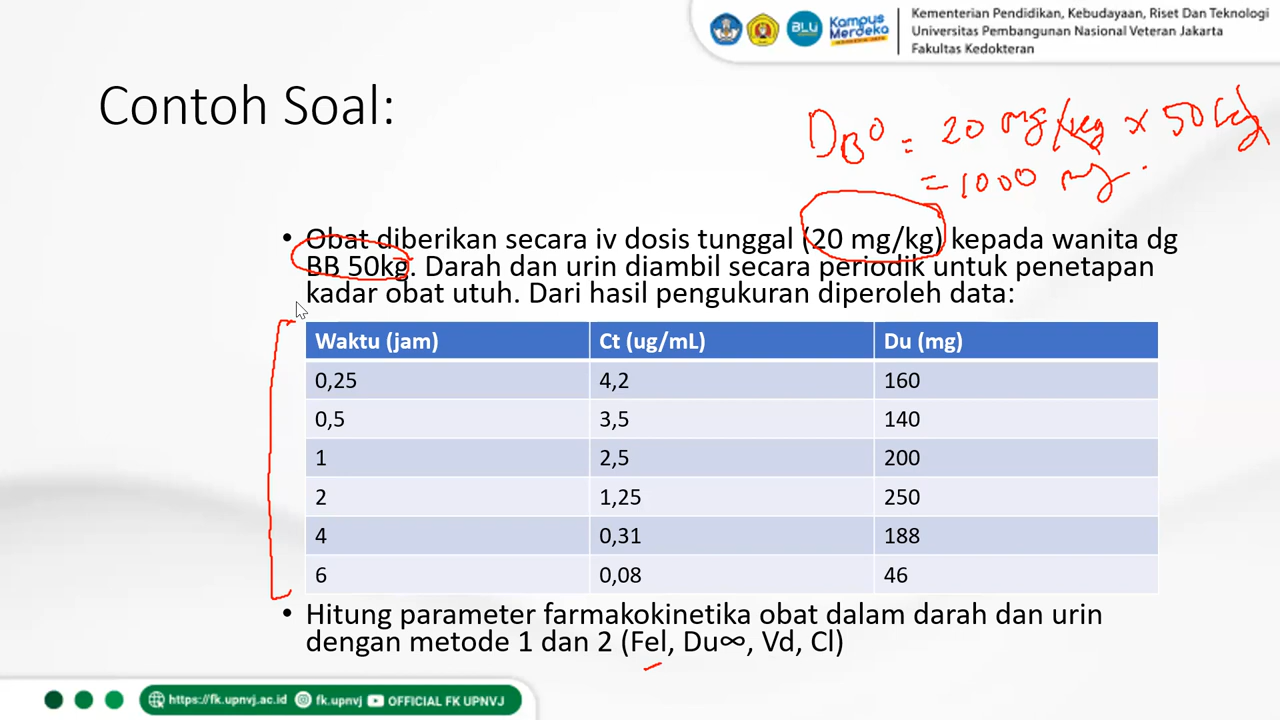 BLU
Kampus
Merdeka
Kementerian Pendidikan, Kebudayaan, Riset Dan Teknologi
Universitas Pembangunan Nasional Veteran Jakarta
Fakultas Kedokteran
Contoh Soal:
DB0 = 20 mg/kg x 50 kg
= 1000 mg.
• Obat diberikan secara iv dosis tunggal (20 mg/kg) kepada wanita dg
BB 50kg. Darah dan urin diambil secara periodik untuk penetapan
kadar obat utuh. Dari hasil pengukuran diperoleh data:
Waktu (jam) Ct (ug/mL) Du (mg)
0,25 4,2 160
0,5 3,5 140
1 2,5 200
2 1,25 250
4 0,31 188
6 0,08 46
• Hitung parameter farmakokinetika obat dalam darah dan urin
dengan metode 1 dan 2 (Fel, Du∞, Vd, Cl)
https://fk.upnvj.ac.id fk.upnvj OFFICIAL FK UPNVJ